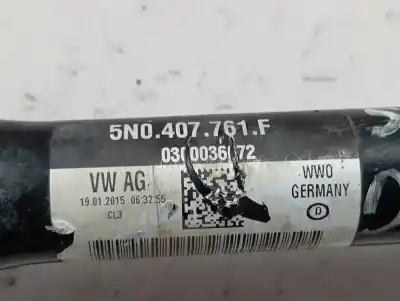 5N0.407.761.F
VW AG
19.01.2015 06:32:55
CL3
WWO
GERMANY
D